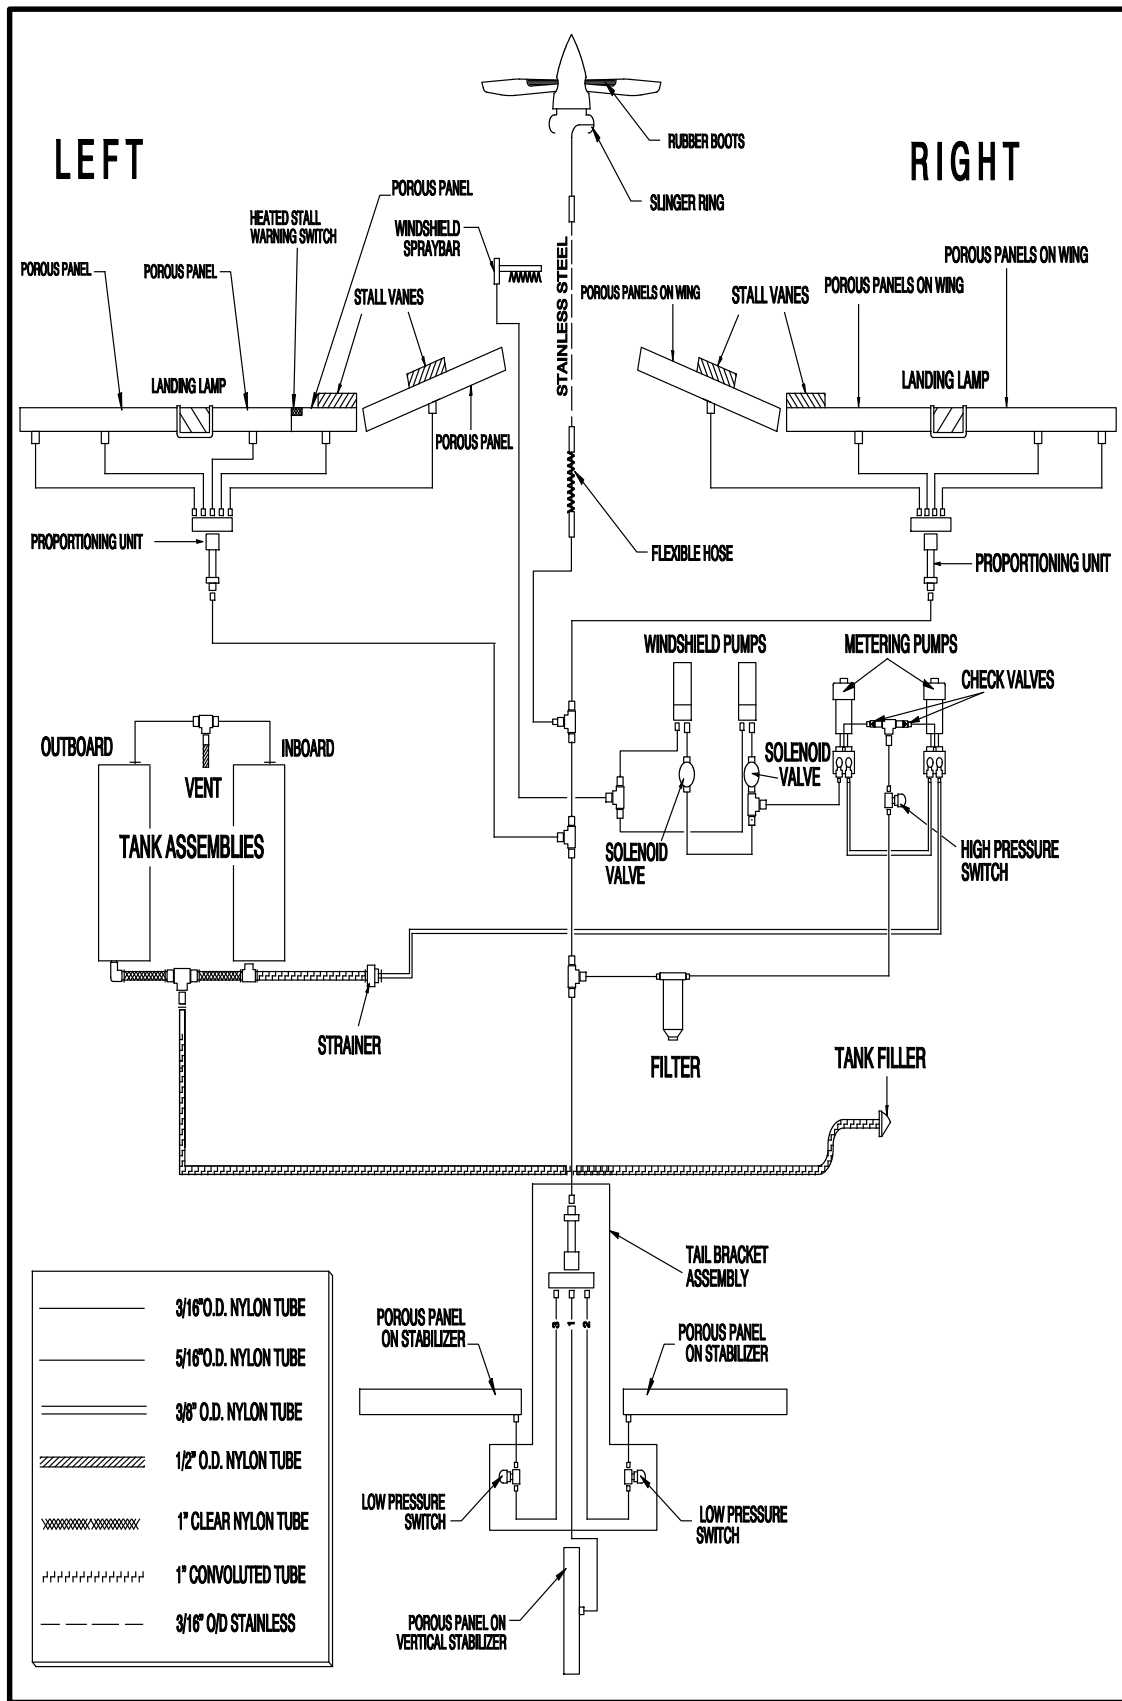 RUBBER BOOTS
LEFT
RIGHT
POROUS PANEL
SLINGER RING
HEATED STALL
WARNING SWITCH
WINDSHIELD
SPRAYBAR
POROUS PANEL
POROUS PANEL
STAINLESS STEEL
POROUS PANELS ON WING
POROUS PANELS ON WING
POROUS PANELS ON WING
STALL VANES
STALL VANES
LANDING LAMP
LANDING LAMP
POROUS PANEL
PROPORTIONING UNIT
FLEXIBLE HOSE
PROPORTIONING UNIT
WINDSHIELD PUMPS
METERING PUMPS
CHECK VALVES
OUTBOARD
INBOARD
VENT
SOLENOID
VALVE
TANK ASSEMBLIES
SOLENOID
VALVE
HIGH PRESSURE
SWITCH
STRAINER
FILTER
TANK FILLER
TAIL BRACKET
ASSEMBLY
3
1
2
POROUS PANEL
ON STABILIZER
POROUS PANEL
ON STABILIZER
LOW PRESSURE
SWITCH
LOW PRESSURE
SWITCH
POROUS PANEL ON
VERTICAL STABILIZER
3/16"O.D. NYLON TUBE
5/16"O.D. NYLON TUBE
3/8" O.D. NYLON TUBE
1/2" O.D. NYLON TUBE
1" CLEAR NYLON TUBE
1" CONVOLUTED TUBE
3/16" O/D STAINLESS